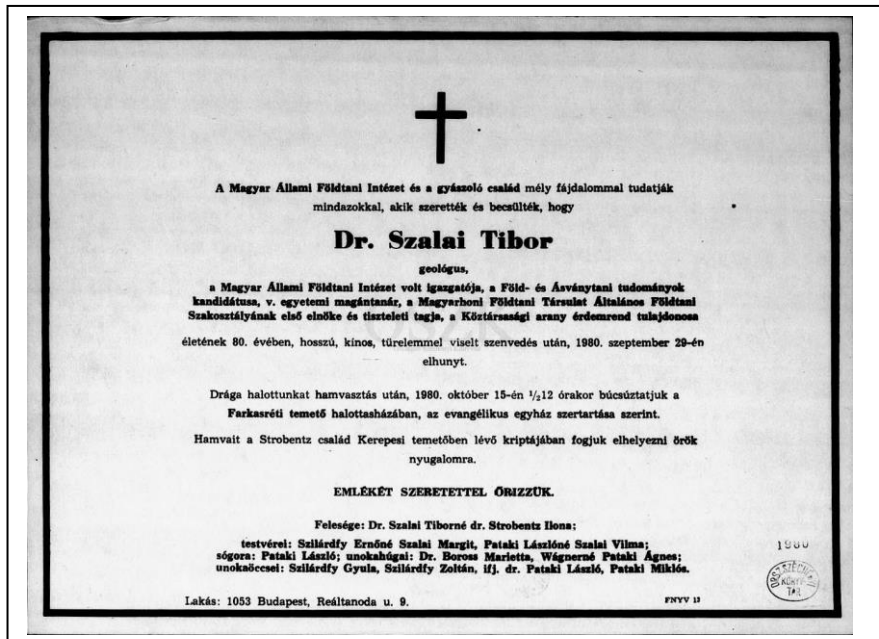 A Magyar Állami Földtani Intézet és a gyászoló család mély fájdalommal tudatják
mindazokkal, akik szerették és becsülték, hogy
Dr. Szalai Tibor
geológus,
a Magyar Állami Földtani Intézet volt igazgatója, a Föld- és Ásványtani tudományok
kandidátusa, v. egyetemi magántanár, a Magyarhoni Földtani Társulat Általános Földtani
Szakosztályának első elnöke és tiszteleti tagja, a Köztársasági arany érdemrend tulajdonosa
életének 80. évében, hosszú, kínos, türelemmel viselt szenvedés után, 1980. szeptember 29-én
elhunyt.
Drága halottunkat hamvasztás után, 1980. október 15-én 1/2 12 órakor búcsúztatjuk a
Farkasréti temető halottasházában, az evangélikus egyház szertartása szerint.
Hamvait a Strobentz család Kerepesi temetőben lévő kriptájában fogjuk elhelyezni örök
nyugalomra.
EMLÉKÉT SZERETETTEL ŐRIZZÜK.
Felesége: Dr. Szalai Tiborné dr. Strobentz Ilona;
testvérei: Szilárdfy Ernőné Szalai Margit, Pataki Lászlóné Szalai Vilma;
sógora: Pataki László; unokahúgai: Dr. Boross Marietta, Wágnerné Pataki Ágnes;
unokaöccsei: Szilárdfy Gyula, Szilárdfy Zoltán, ifj. dr. Pataki László, Pataki Miklós.
1980
ORSZ. SZÉCHÉNYI KÖNYVTÁR
Lakás: 1053 Budapest, Reáltanoda u. 9.
FNYV 13
OSZK